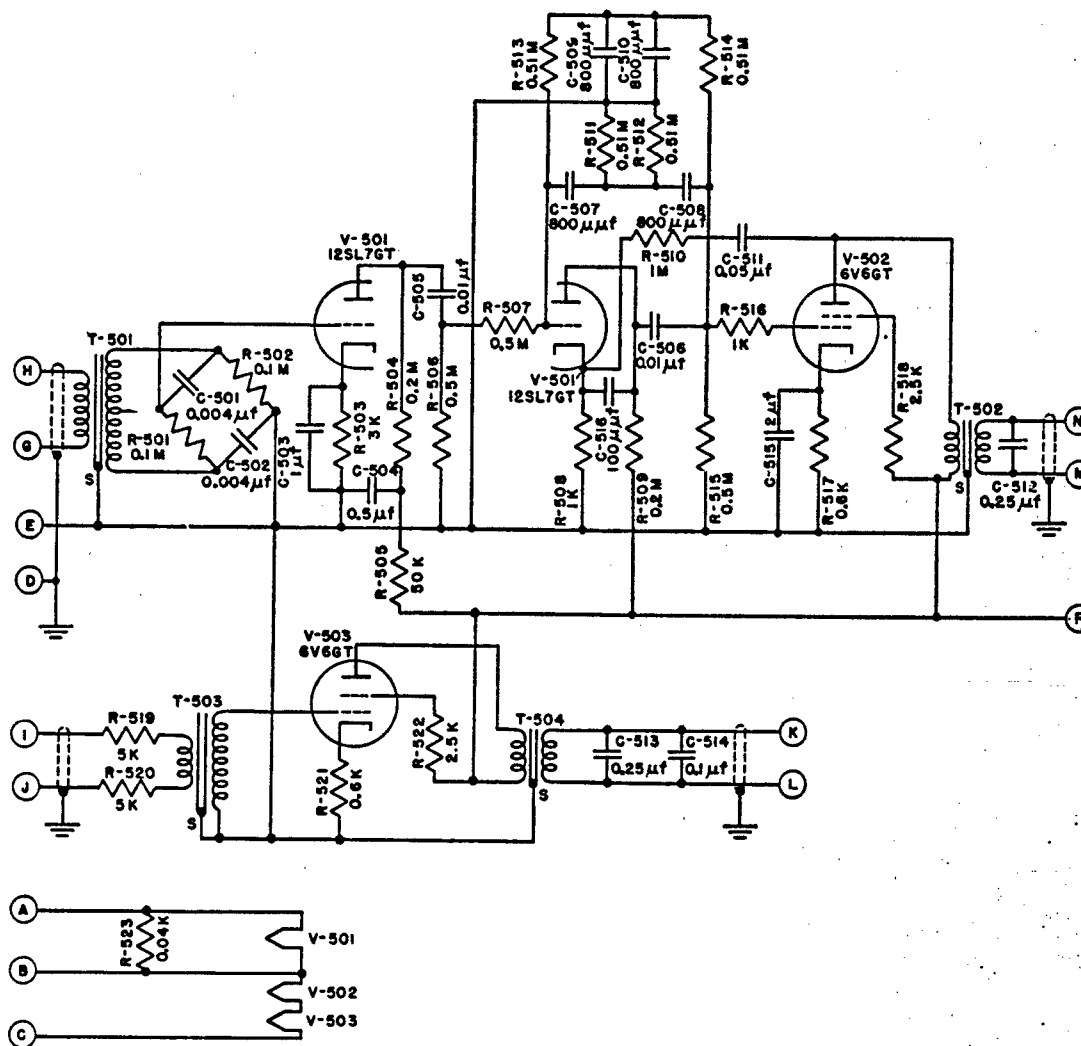 R-513
0.51M
C-509
800μμf
C-510
800μμf
R-514
0.51M
R-511
0.51M
R-512
0.51M
C-507
800μμf
C-508
800μμf
V-501
12SL7GT
C-505
0.01μf
R-510
1M
C-511
0.05μf
V-502
6V6GT
R-507
0.5M
R-516
1K
T-501
H
G
R-502
0.1M
C-501
0.004μf
R-501
0.1M
C-502
0.004μf
S
C-503
1μf
R-503
3K
R-504
0.2M
R-506
0.5M
C-504
0.5μf
V-501
12SL7GT
C-506
0.01μf
C-516
100μμf
R-508
1K
R-509
0.2M
R-515
0.5M
C-515
2μf
R-517
0.6K
R-518
2.5K
T-502
S
C-512
0.25μf
N
M
E
D
R-505
50K
F
V-503
6V6GT
T-503
I
R-519
5K
J
R-520
5K
S
R-521
0.6K
R-522
2.5K
T-504
S
C-513
0.25μf
C-514
0.1μf
K
L
A
R-523
0.04K
V-501
B
V-502
V-503
C